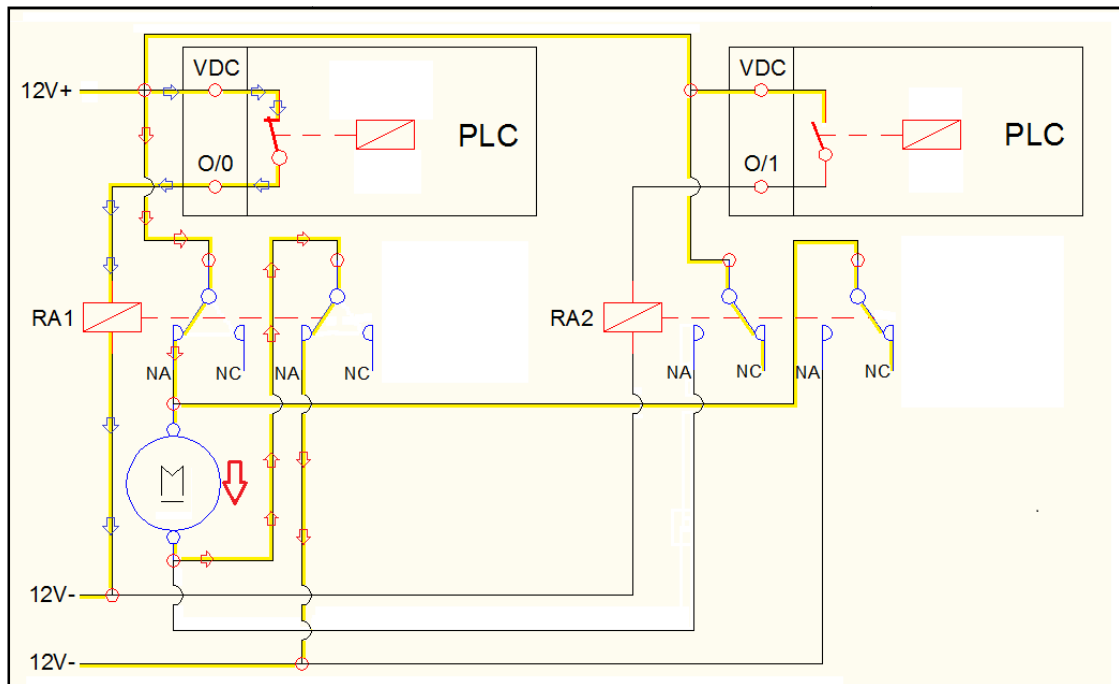 VDC
VDC
12V+
PLC
PLC
O/0
O/1
RA1
RA2
NA
NC
NA
NC
NA
NC
NA
NC
M
12V-
12V-